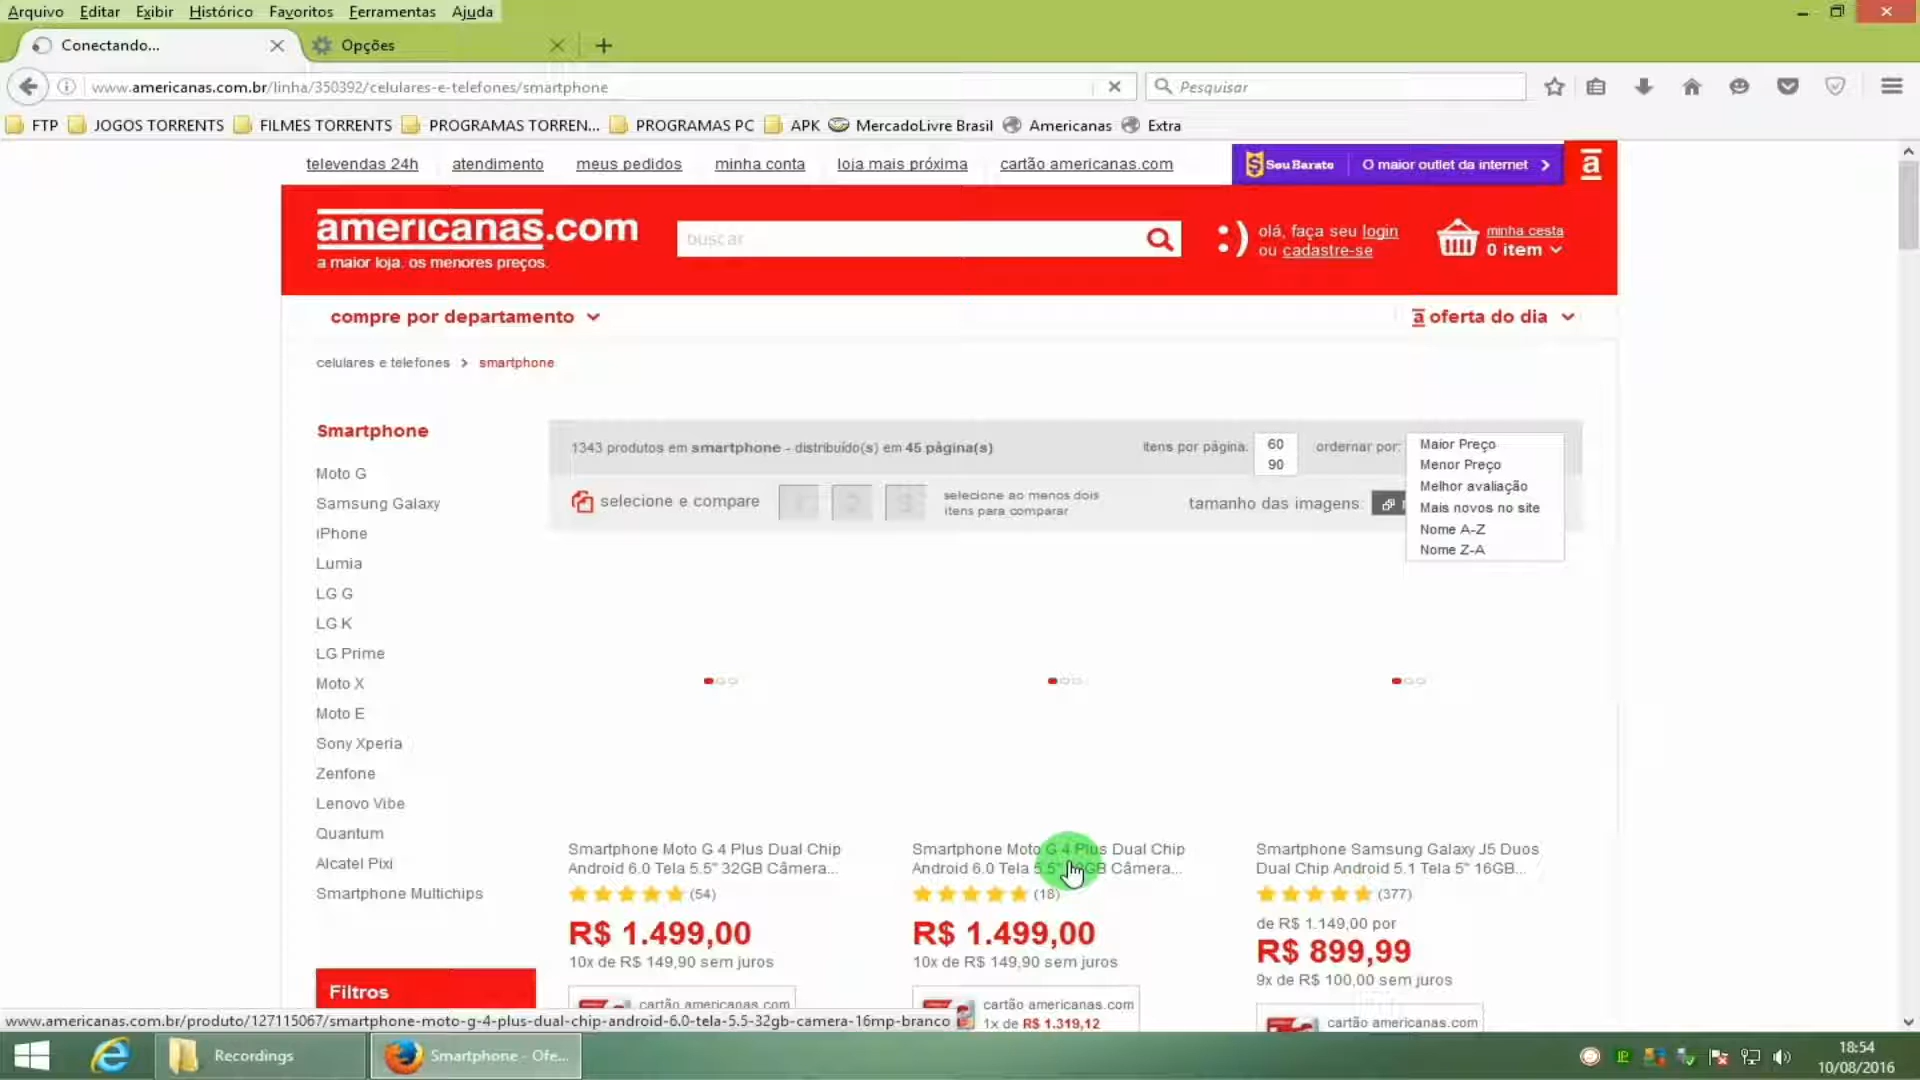 Arquivo Editar Exibir Histórico Favoritos Ferramentas Ajuda
Conectando...
Opções
www.americanas.com.br/linha/350392/celulares-e-telefones/smartphone
Pesquisar
FTP JOGOS TORRENTS FILMES TORRENTS PROGRAMAS TORREN... PROGRAMAS PC APK MercadoLivre Brasil Americanas Extra
televendas 24h atendimento meus pedidos minha conta loja mais próxima cartão americanas.com
Sou Barato O maior outlet da internet
a
americanas.com
a maior loja. os menores preços.
buscar
:) olá, faça seu login
ou cadastre-se
minha cesta
0 item
compre por departamento
a oferta do dia
celulares e telefones > smartphone
Smartphone
Moto G
Samsung Galaxy
iPhone
Lumia
LG G
LG K
LG Prime
Moto X
Moto E
Sony Xperia
Zenfone
Lenovo Vibe
Quantum
Alcatel Pixi
Smartphone Multichips
Filtros
1343 produtos em smartphone - distribuído(s) em 45 página(s)
itens por página: 60
90
ordernar por: Maior Preço
Menor Preço
Melhor avaliação
Mais novos no site
Nome A-Z
Nome Z-A
selecione e compare 1 2 3
selecione ao menos dois
itens para comparar
tamanho das imagens:
Smartphone Moto G 4 Plus Dual Chip
Android 6.0 Tela 5.5" 32GB Câmera...
(54)
R$ 1.499,00
10x de R$ 149,90 sem juros
cartão americanas.com
Smartphone Moto G 4 Plus Dual Chip
Android 6.0 Tela 5.5" Câmera...
(18)
R$ 1.499,00
10x de R$ 149,90 sem juros
cartão americanas.com
1x de R$ 1.319,12
Smartphone Samsung Galaxy J5 Duos
Dual Chip Android 5.1 Tela 5" 16GB...
(377)
de R$ 1.149,00 por
R$ 899,99
9x de R$ 100,00 sem juros
cartão americanas.com
www.americanas.com.br/produto/127115067/smartphone-moto-g-4-plus-dual-chip-android-6.0-tela-5.5-32gb-camera-16mp-branco
Recordings
Smartphone - Ofe...
18:54
10/08/2016